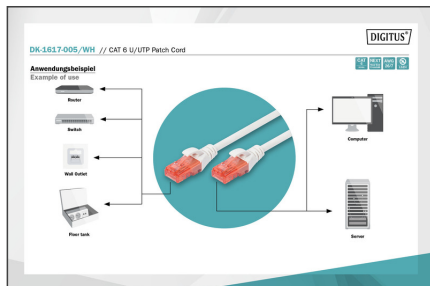 DIGITUS®
DK-1617-005/WH // CAT 6 U/UTP Patch Cord
Anwendungsbeispiel
Example of use
Router
Switch
Wall Outlet
Floor tank
Computer
Server